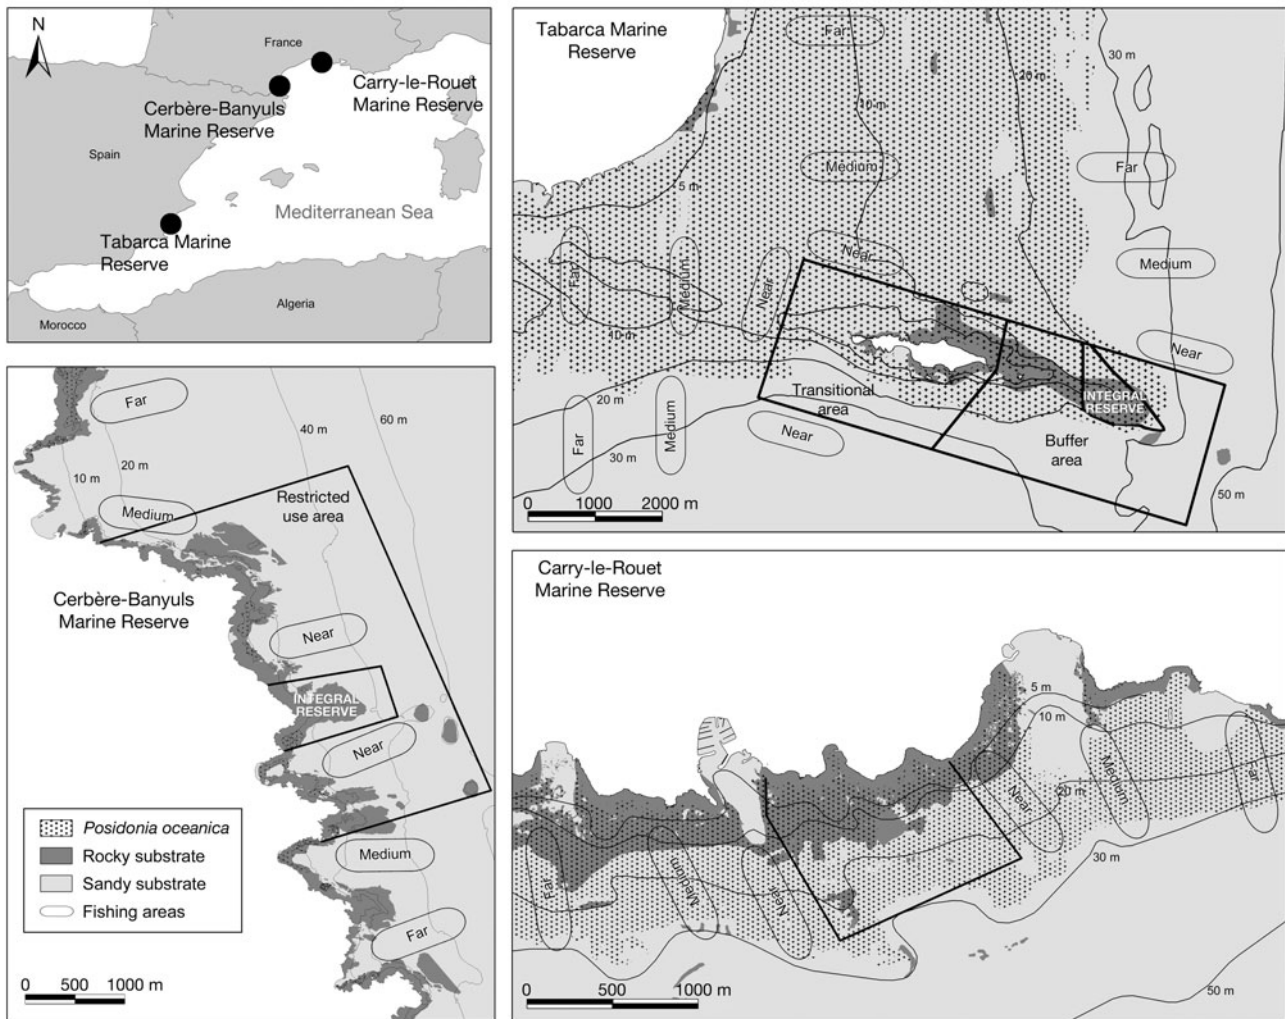 N
France
Carry-le-Rouet
Marine Reserve
Cerbère-Banyuls
Marine Reserve
Spain
Mediterranean Sea
Tabarca Marine
Reserve
Algeria
Morocco
Tabarca Marine
Reserve
Far
30 m
20 m
10 m
Medium
Far
5 m
Far
Medium
Near
Near
Medium
10 m
Near
Transitional
area
INTEGRAL
RESERVE
20 m
Far
Medium
Near
30 m
Buffer
area
50 m
0 1000 2000 m
Far
60 m
40 m
20 m
10 m
Medium
Restricted
use area
Cerbère-Banyuls
Marine Reserve
Near
INTEGRAL
RESERVE
Near
Medium
Far
Posidonia oceanica
Rocky substrate
Sandy substrate
Fishing areas
0 500 1000 m
Carry-le-Rouet
Marine Reserve
5 m
10 m
Near
20 m
Medium
Far
30 m
Far
Medium
Near
50 m
0 500 1000 m